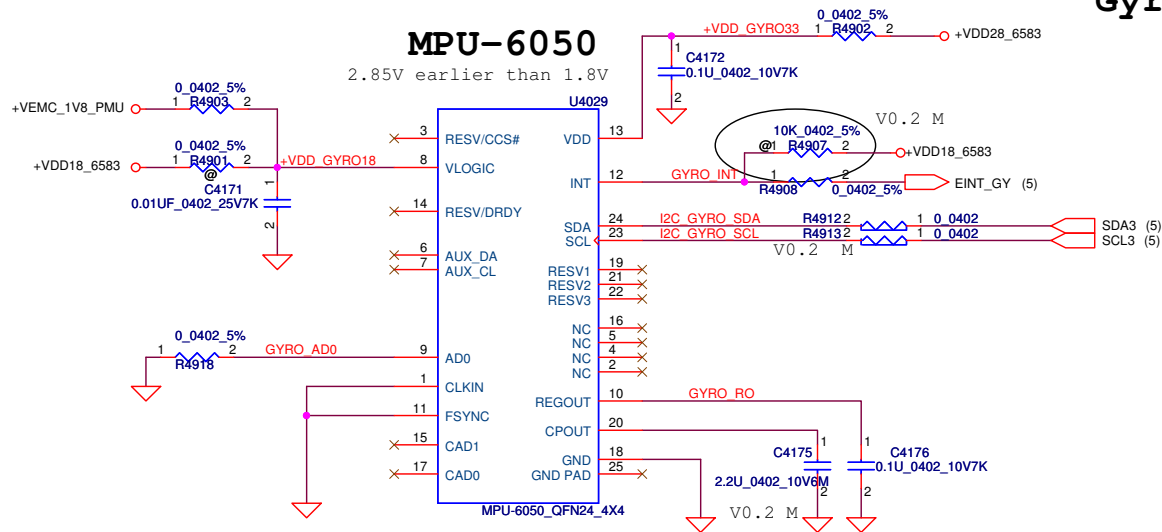 Gyr
MPU-6050
2.85V earlier than 1.8V
+VDD_GYRO33
0_0402_5%
R4902
1 2
+VDD28_6583
C4172
0.1U_0402_10V7K
1
2
+VEMC_1V8_PMU
0_0402_5%
R4903
1 2
+VDD18_6583
0_0402_5%
R4901
1 2
@
+VDD_GYRO18
C4171
0.01UF_0402_25V7K
1
2
U4029
3 RESV/CCS#
8 VLOGIC
14 RESV/DRDY
6 AUX_DA
7 AUX_CL
9 AD0
1 CLKIN
11 FSYNC
15 CAD1
17 CAD0
VDD 13
INT 12
SDA 24
SCL 23
RESV1 19
RESV2 21
RESV3 22
NC 16
NC 5
NC 4
NC 2
REGOUT 10
CPOUT 20
GND 18
GND PAD 25
MPU-6050_QFN24_4X4
V0.2 M
10K_0402_5%
@1 2
R4907
+VDD18_6583
GYRO_INT
1 2
R4908
0_0402_5%
EINT_GY (5)
I2C_GYRO_SDA
R4912 2 1 0_0402
SDA3 (5)
I2C_GYRO_SCL
R4913 2 1 0_0402
SCL3 (5)
V0.2 M
0_0402_5%
1 2
R4918
GYRO_AD0
GYRO_RO
C4175
2.2U_0402_10V6M
1
2
C4176
0.1U_0402_10V7K
1
2
V0.2 M